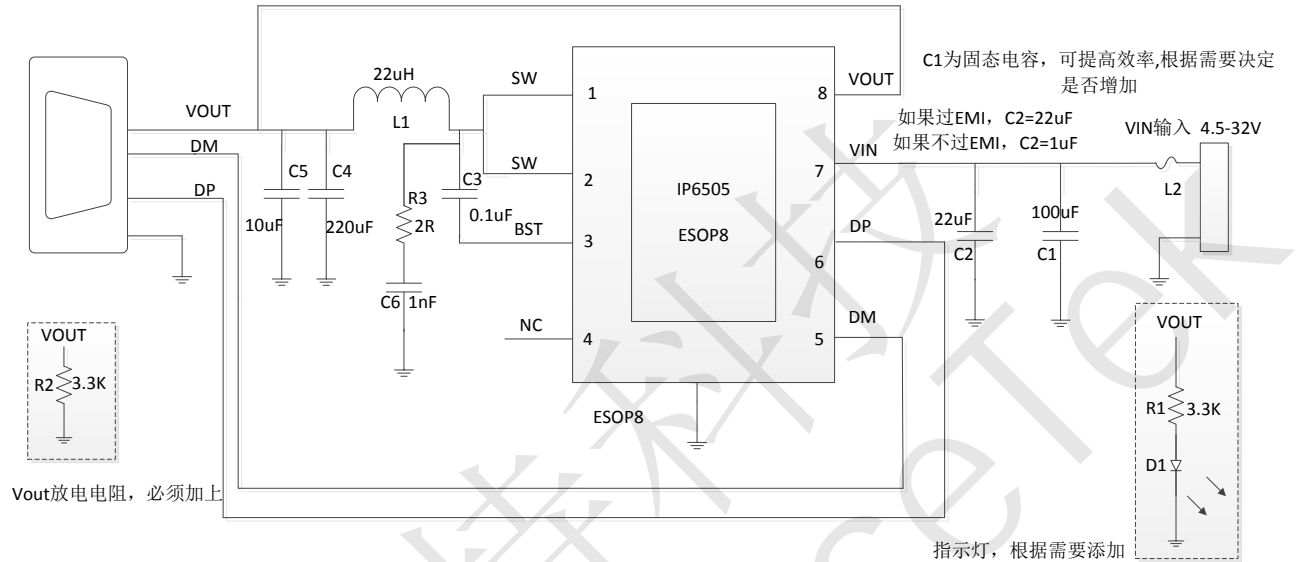 C1为固态电容，可提高效率,根据需要决定
是否增加
如果过EMI，C2=22uF
如果不过EMI，C2=1uF
VIN输入 4.5-32V
VOUT
DM
DP
22uH
L1
C5
10uF
C4
220uF
R3
2R
C6
1nF
C3
0.1uF
SW
SW
BST
NC
1
2
3
4
IP6505
ESOP8
8
7
6
5
VOUT
VIN
DP
DM
22uF
C2
100uF
C1
L2
ESOP8
VOUT
R2
3.3K
Vout放电电阻，必须加上
VOUT
R1
3.3K
D1
指示灯，根据需要添加
特科技
ceTek